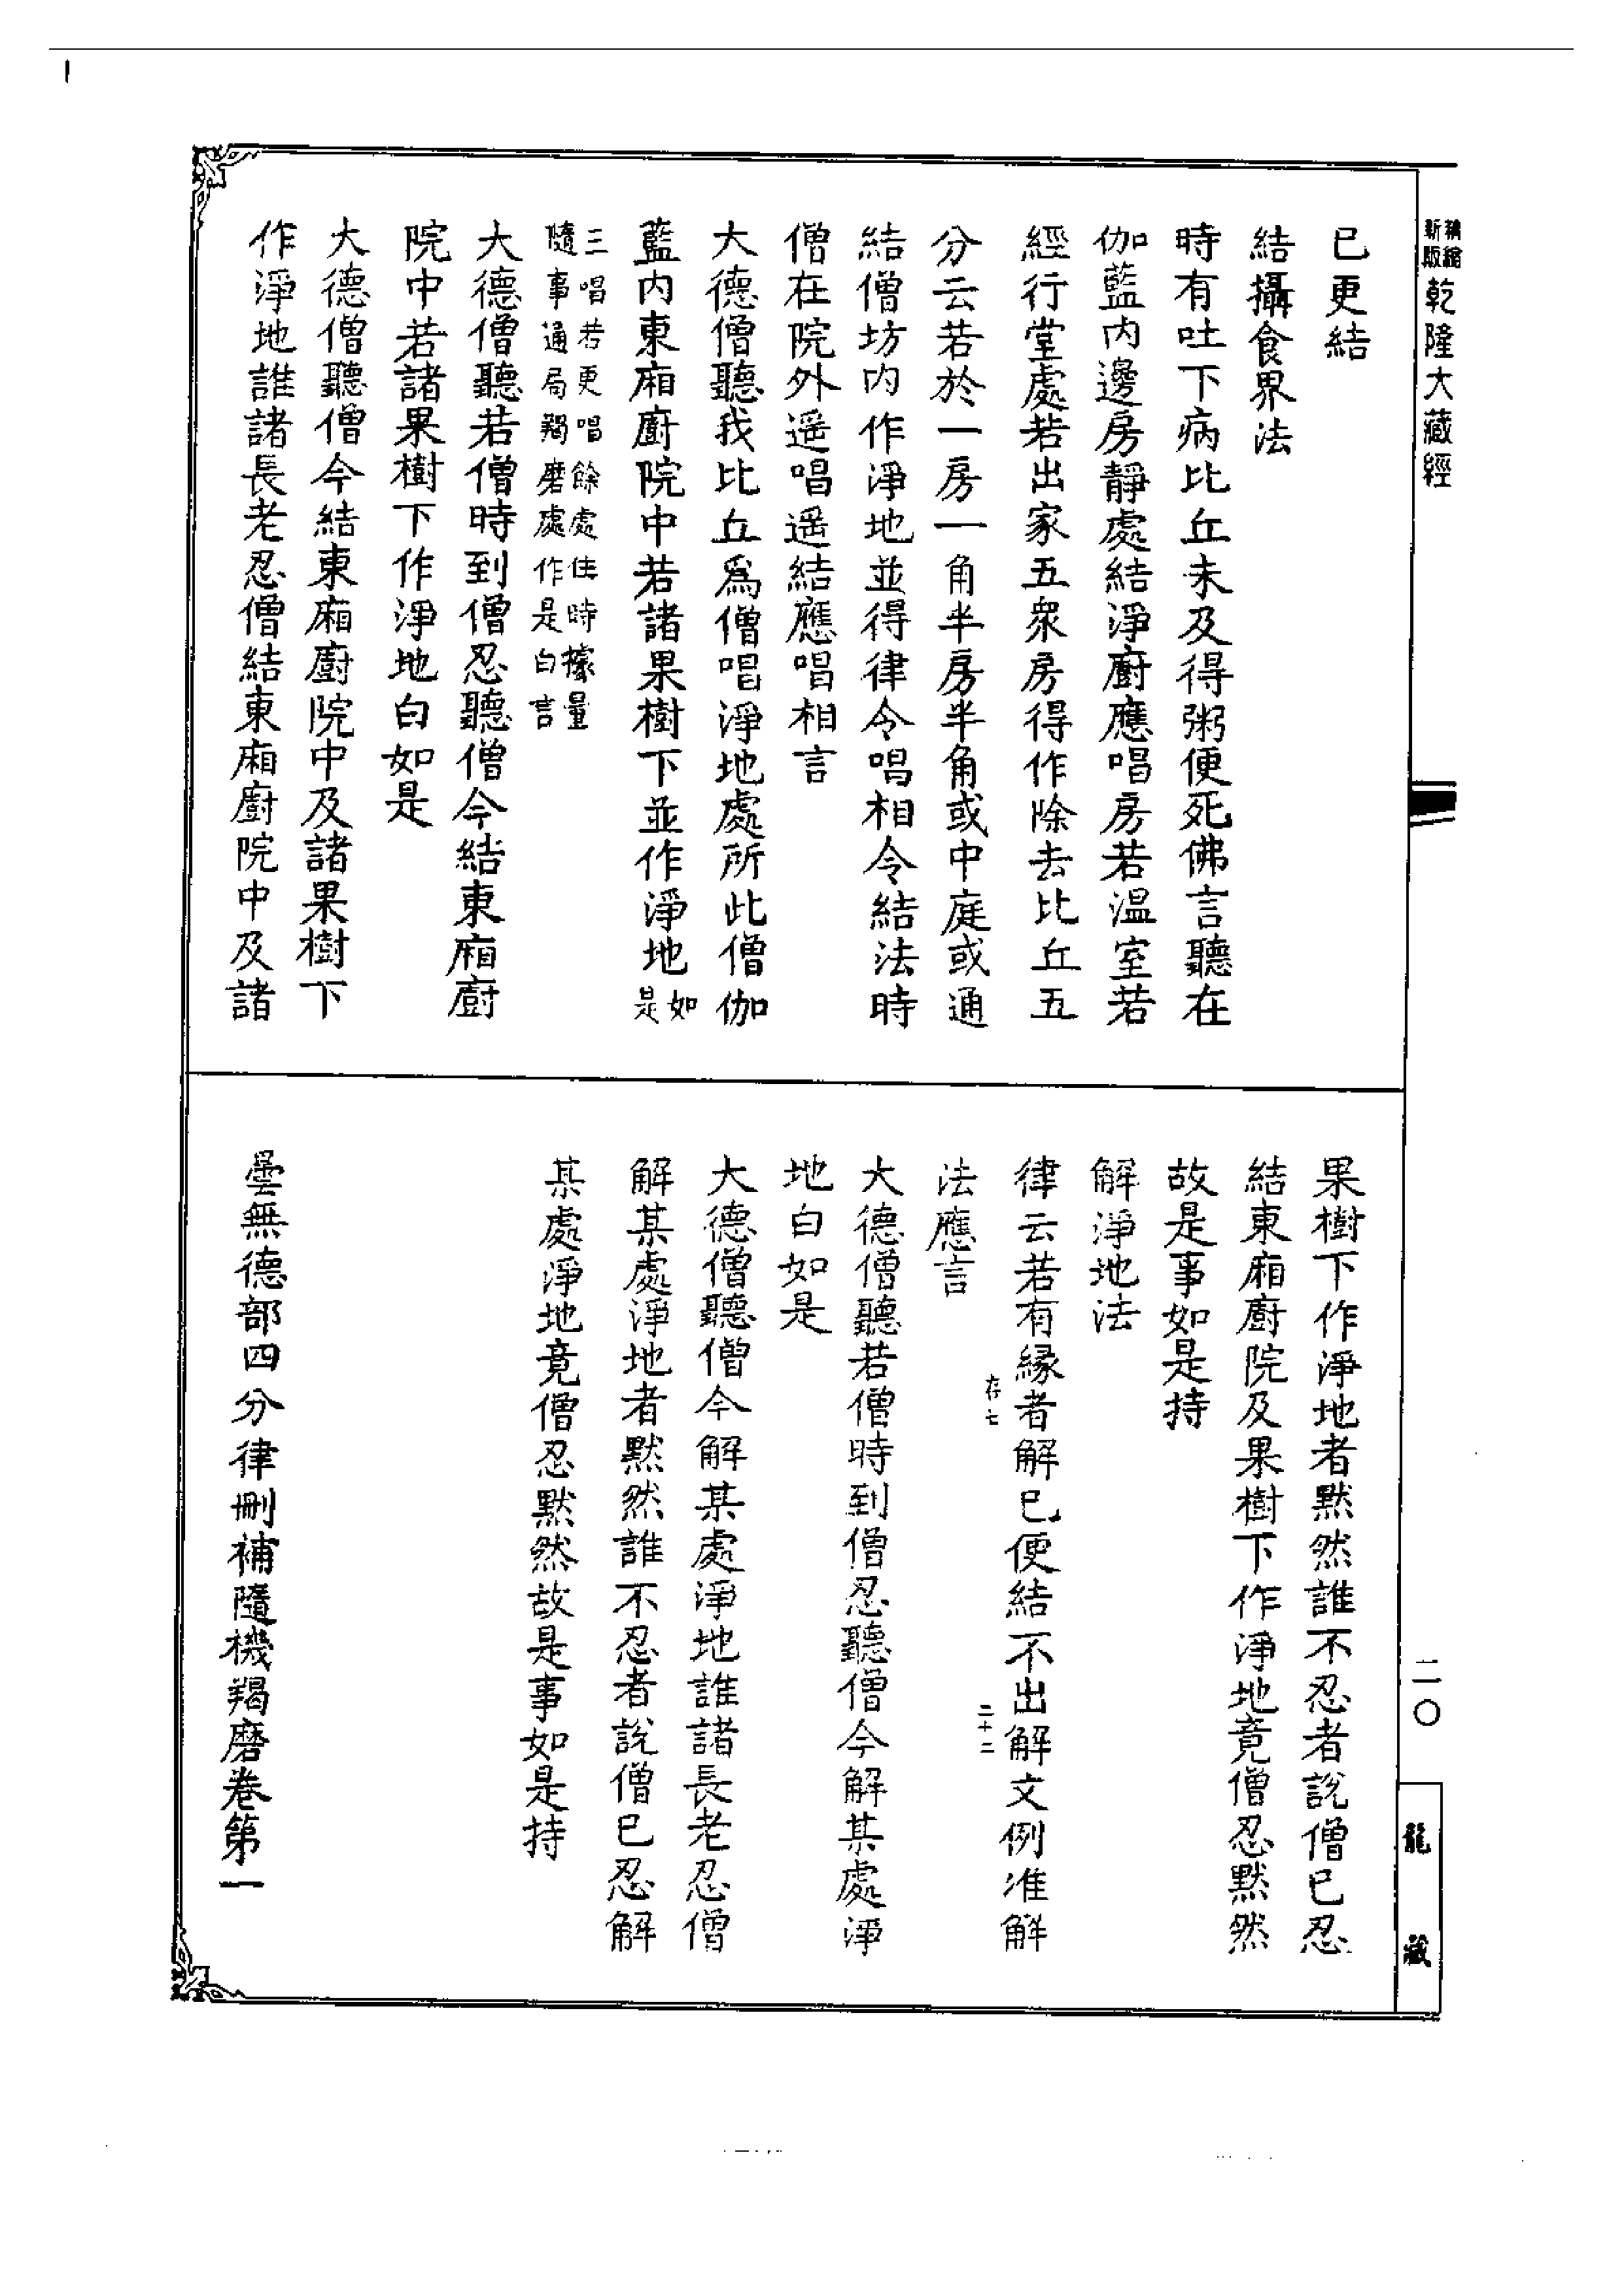 新版精縮
乾隆大藏經
已更結
結攝食界法
時有吐下病比丘未及得粥便死佛言聽在
伽藍內邊房靜處結淨廚應唱房若溫室若
經行堂處若出家五衆房得作除去比丘五
分云若於一房一角半房半角或中庭或通
結僧坊內作淨地並得律令唱相令結法時
僧在院外遥唱遥結應唱相言
大德僧聽我比丘爲僧唱淨地處所此僧伽
藍內東廂廚院中若諸果樹下並作淨地如是
三唱若更唱餘處住時據量
隨事通局羯磨處作是白言
大德僧聽若僧時到僧忍聽僧今結東廂廚
院中若諸果樹下作淨地白如是
大德僧聽僧今結東廂廚院中及諸果樹下
作淨地誰諸長老忍僧結東廂廚院中及諸
果樹下作淨地者默然誰不忍者說僧已忍
結東廂廚院及果樹下作淨地竟僧忍默然
故是事如是持
解淨地法
律云若有緣者解已便結不出解文例准解
存七
二十二
法應言
大德僧聽若僧時到僧忍聽僧今解某處淨
地白如是
大德僧聽僧今解某處淨地誰諸長老忍僧
解某處淨地者默然誰不忍者說僧已忍解
某處淨地竟僧忍默然故是事如是持
曇無德部四分律刪補隨機羯磨卷第一
二〇
龍藏